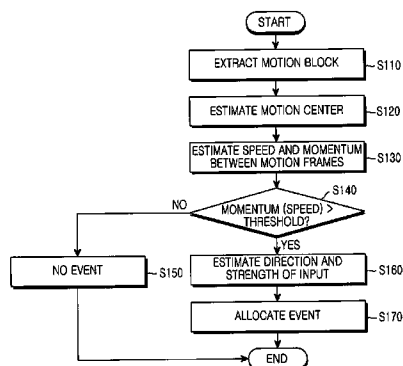 START
EXTRACT MOTION BLOCK
S110
ESTIMATE MOTION CENTER
S120
ESTIMATE SPEED AND MOMENTUM
BETWEEN MOTION FRAMES
S130
S140
MOMENTUM (SPEED) >
THRESHOLD?
NO
YES
NO EVENT
S150
ESTIMATE DIRECTION AND
STRENGTH OF INPUT
S160
ALLOCATE EVENT
S170
END